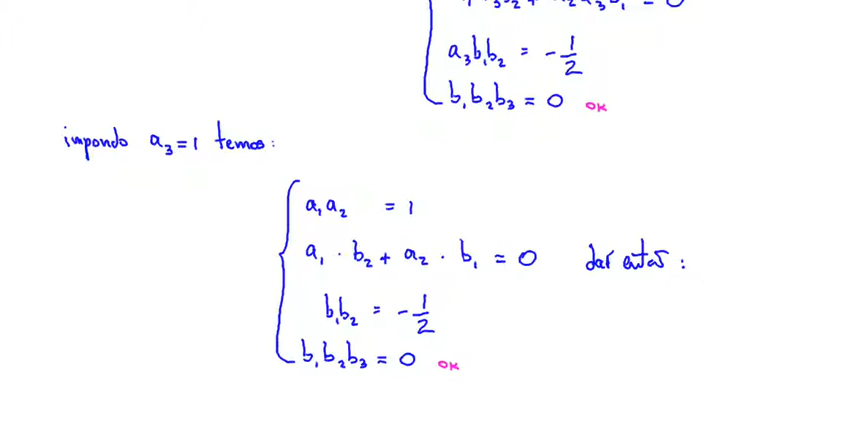 a₃b₁b₂ = -1/2
b₁b₂b₃ = 0 OK
impondo a₃=1 temos:
a₁a₂ = 1
a₁ · b₂ + a₂ · b₁ = 0 daí então:
b₁b₂ = -1/2
b₁b₂b₃ = 0 OK